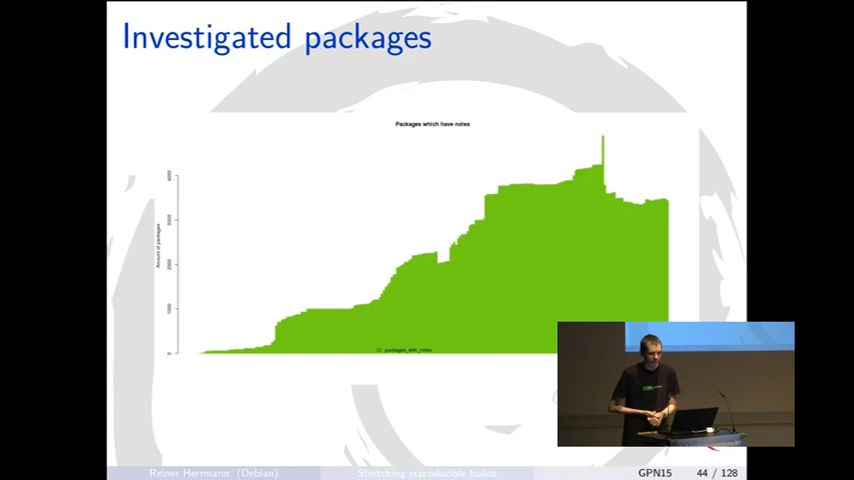 Investigated packages
Packages which have notes
4000
3000
2000
1000
0
Amount of packages
packages_with_notes
Reiner Herrmann (Debian)
Stretching reproducible builds
GPN15
44 / 128